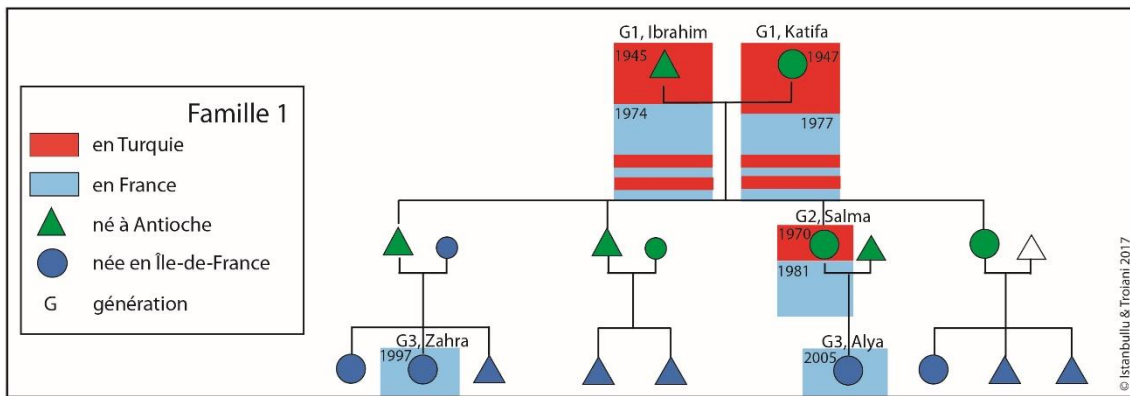 G1, Ibrahim
G1, Katifa
1945
1947
1974
1977
Famille 1
en Turquie
en France
né à Antioche
née en Île-de-France
G génération
G2, Salma
1970
1981
G3, Zahra
1997
G3, Alya
2005
© Istanbullu & Troiani 2017